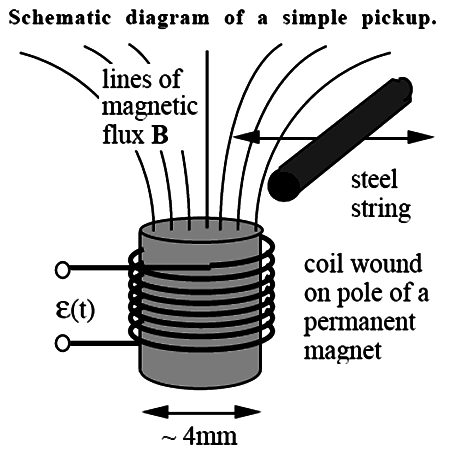 Schematic diagram of a simple pickup.
lines of
magnetic
flux B
steel
string
coil wound
on pole of a
permanent
magnet
ε(t)
~ 4mm